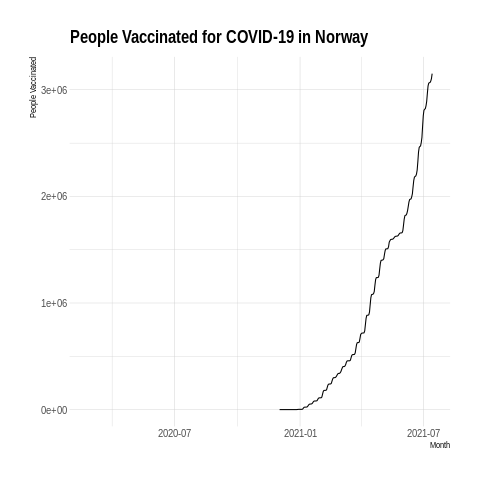 People Vaccinated for COVID-19 in Norway
People Vaccinated
3e+06
2e+06
1e+06
0e+00
2020-07
2021-01
2021-07
Month